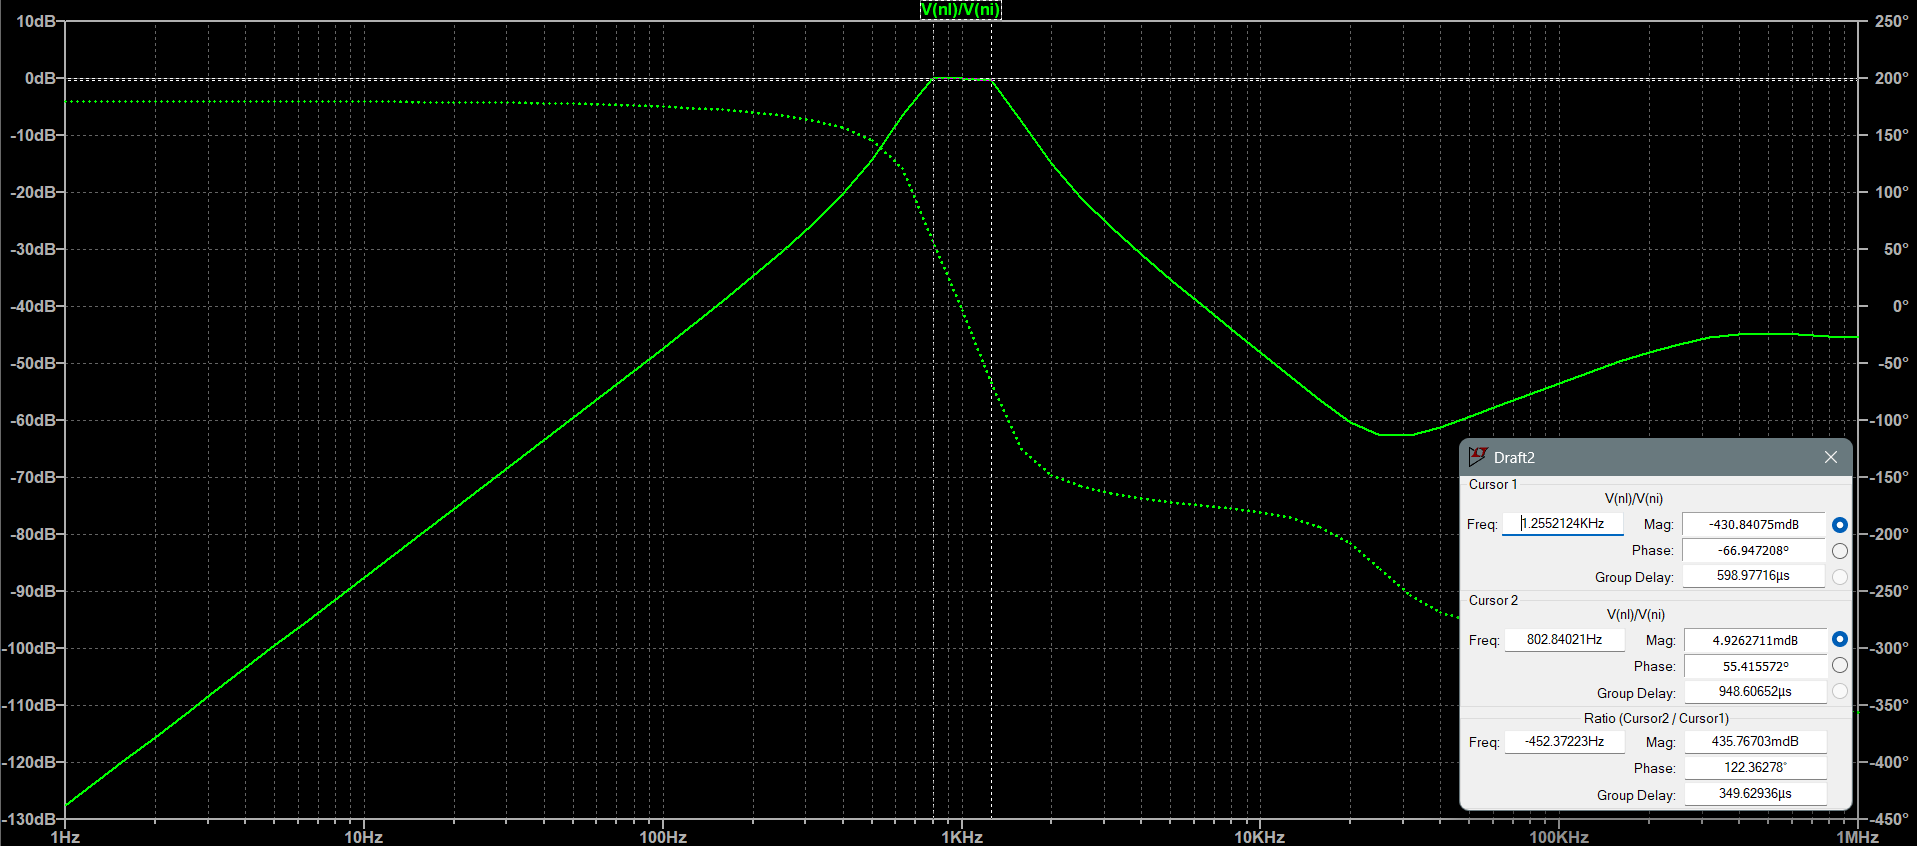 V(nl)/V(ni)
10dB
0dB
-10dB
-20dB
-30dB
-40dB
-50dB
-60dB
-70dB
-80dB
-90dB
-100dB
-110dB
-120dB
-130dB
250°
200°
150°
100°
50°
0°
-50°
-100°
-150°
-200°
-250°
-300°
-350°
-400°
-450°
1Hz 10Hz 100Hz 1KHz 10KHz 100KHz 1MHz
Draft2
Cursor 1
V(nl)/V(ni)
Freq: 1.2552124KHz Mag: -430.84075mdB
Phase: -66.947208º
Group Delay: 598.97716µs
Cursor 2
V(nl)/V(ni)
Freq: 802.84021Hz Mag: 4.9262711mdB
Phase: 55.415572º
Group Delay: 948.60652µs
Ratio (Cursor2 / Cursor1)
Freq: -452.37223Hz Mag: 435.76703mdB
Phase: 122.36278°
Group Delay: 349.62936µs